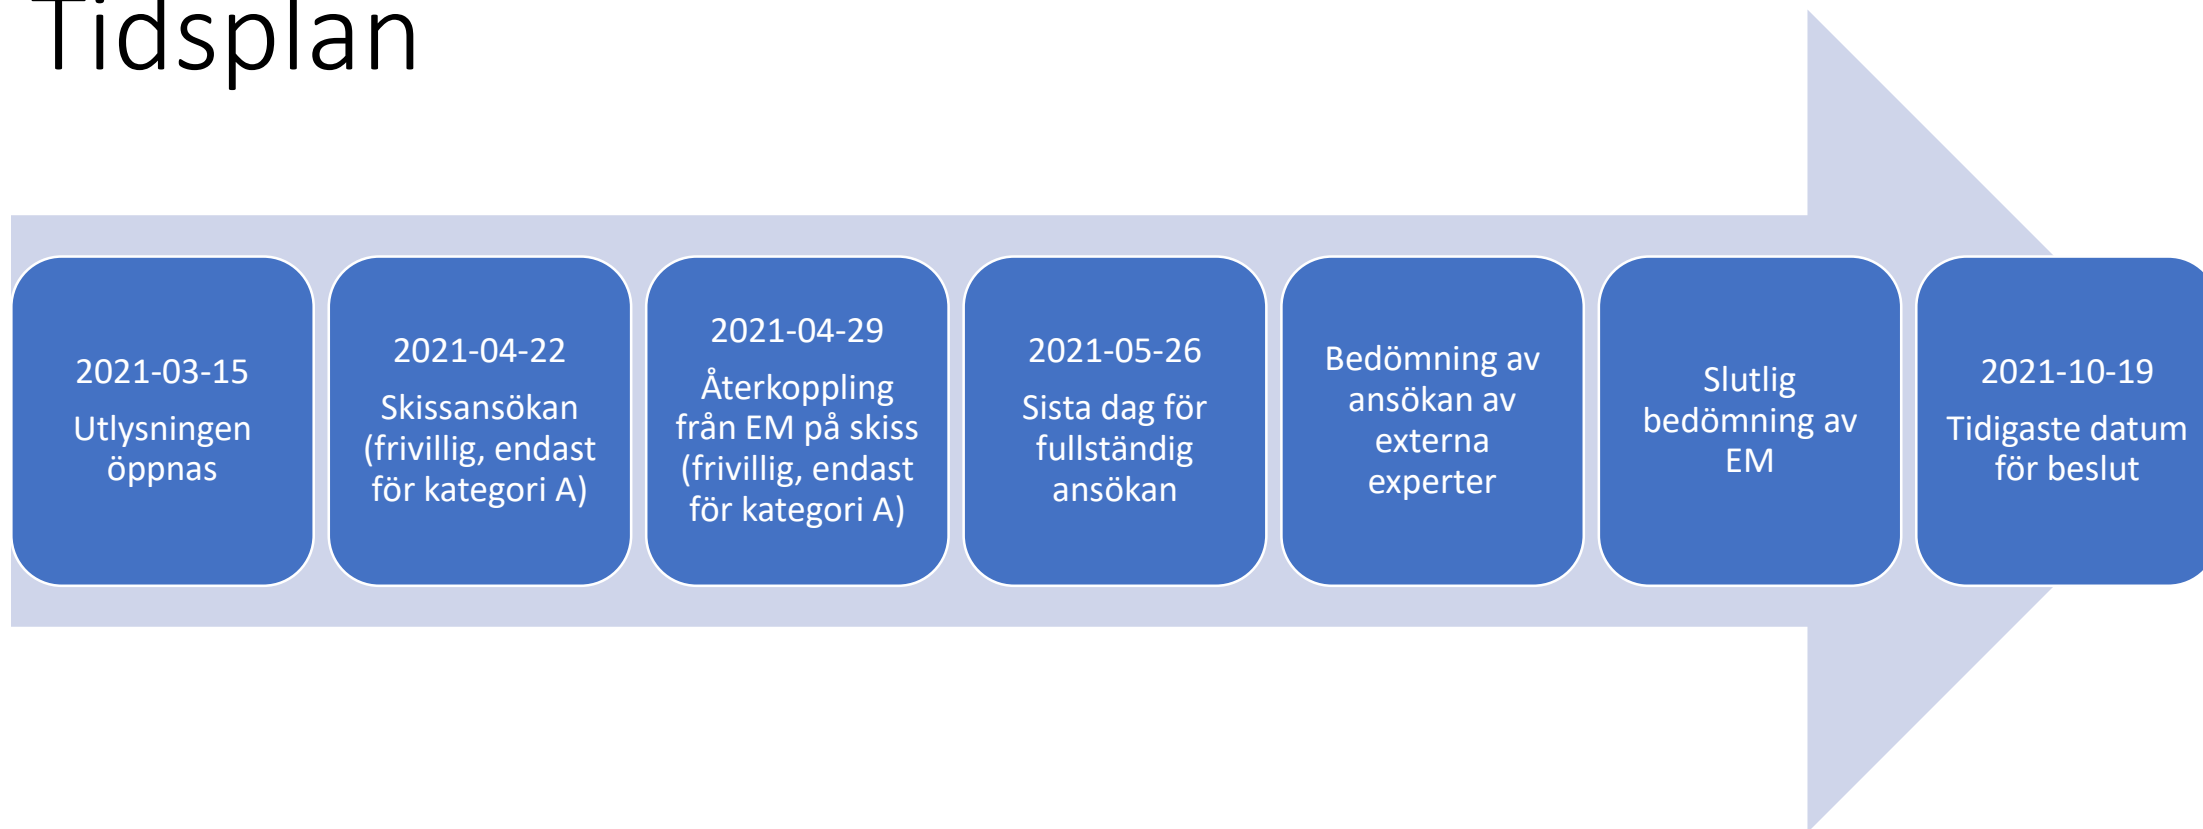 Tidsplan
2021-03-15
Utlysningen
öppnas
2021-04-22
Skissansökan
(frivillig, endast
för kategori A)
2021-04-29
Återkoppling
från EM på skiss
(frivillig, endast
för kategori A)
2021-05-26
Sista dag för
fullständig
ansökan
Bedömning av
ansökan av
externa
experter
Slutlig
bedömning av
EM
2021-10-19
Tidigaste datum
för beslut